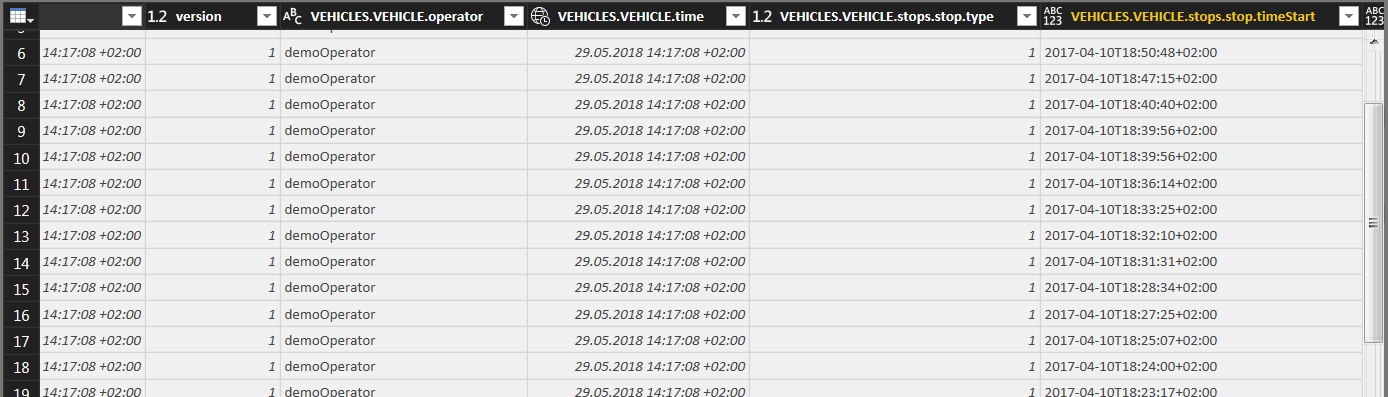 1.2 version ABC VEHICLES.VEHICLE.operator VEHICLES.VEHICLE.time 1.2 VEHICLES.VEHICLE.stops.stop.type ABC 123 VEHICLES.VEHICLE.stops.stop.timeStart ABC 123
6 14:17:08 +02:00 1 demoOperator 29.05.2018 14:17:08 +02:00 1 2017-04-10T18:50:48+02:00
7 14:17:08 +02:00 1 demoOperator 29.05.2018 14:17:08 +02:00 1 2017-04-10T18:47:15+02:00
8 14:17:08 +02:00 1 demoOperator 29.05.2018 14:17:08 +02:00 1 2017-04-10T18:40:40+02:00
9 14:17:08 +02:00 1 demoOperator 29.05.2018 14:17:08 +02:00 1 2017-04-10T18:39:56+02:00
10 14:17:08 +02:00 1 demoOperator 29.05.2018 14:17:08 +02:00 1 2017-04-10T18:39:56+02:00
11 14:17:08 +02:00 1 demoOperator 29.05.2018 14:17:08 +02:00 1 2017-04-10T18:36:14+02:00
12 14:17:08 +02:00 1 demoOperator 29.05.2018 14:17:08 +02:00 1 2017-04-10T18:33:25+02:00
13 14:17:08 +02:00 1 demoOperator 29.05.2018 14:17:08 +02:00 1 2017-04-10T18:32:10+02:00
14 14:17:08 +02:00 1 demoOperator 29.05.2018 14:17:08 +02:00 1 2017-04-10T18:31:31+02:00
15 14:17:08 +02:00 1 demoOperator 29.05.2018 14:17:08 +02:00 1 2017-04-10T18:28:34+02:00
16 14:17:08 +02:00 1 demoOperator 29.05.2018 14:17:08 +02:00 1 2017-04-10T18:27:25+02:00
17 14:17:08 +02:00 1 demoOperator 29.05.2018 14:17:08 +02:00 1 2017-04-10T18:25:07+02:00
18 14:17:08 +02:00 1 demoOperator 29.05.2018 14:17:08 +02:00 1 2017-04-10T18:24:00+02:00
19 14:17:08 +02:00 1 demoOperator 29.05.2018 14:17:08 +02:00 1 2017-04-10T18:23:17+02:00